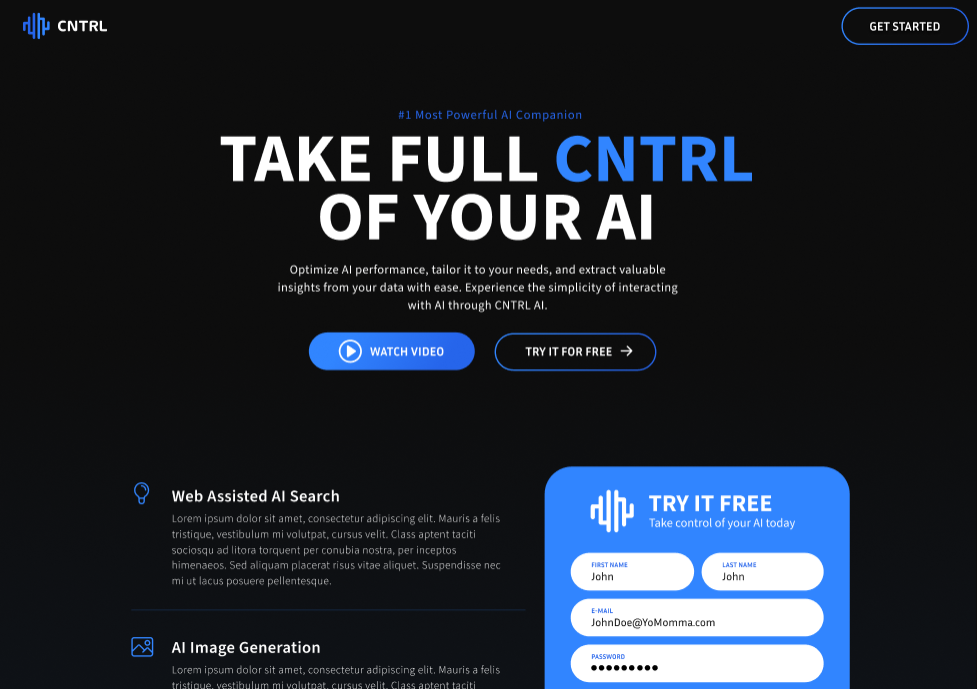 CNTRL
GET STARTED
#1 Most Powerful AI Companion
TAKE FULL CNTRL
OF YOUR AI
Optimize AI performance, tailor it to your needs, and extract valuable
insights from your data with ease. Experience the simplicity of interacting
with AI through CNTRL AI.
WATCH VIDEO
TRY IT FOR FREE →
Web Assisted AI Search
Lorem ipsum dolor sit amet, consectetur adipiscing elit. Mauris a felis
tristique, vestibulum mi volutpat, cursus velit. Class aptent taciti
sociosqu ad litora torquent per conubia nostra, per inceptos
himenaeos. Sed aliquam placerat risus vitae aliquet. Suspendisse nec
mi ut lacus posuere pellentesque.
AI Image Generation
Lorem ipsum dolor sit amet, consectetur adipiscing elit. Mauris a felis
tristique, vestibulum mi volutpat, cursus velit. Class aptent taciti
TRY IT FREE
Take control of your AI today
FIRST NAME
John
LAST NAME
John
E-MAIL
JohnDoe@YoMomma.com
PASSWORD
●●●●●●●●●